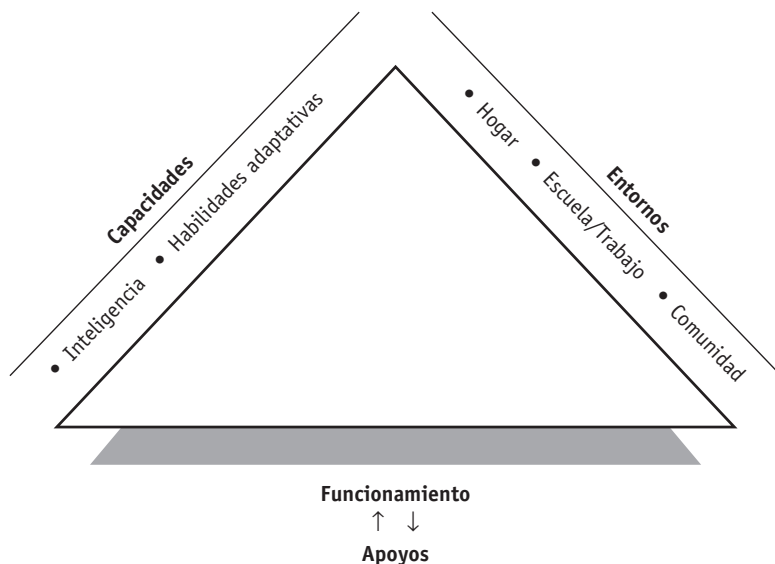 Capacidades
• Inteligencia • Habilidades adaptativas
Entornos
• Hogar • Escuela/Trabajo • Comunidad
Funcionamiento
↑ ↓
Apoyos